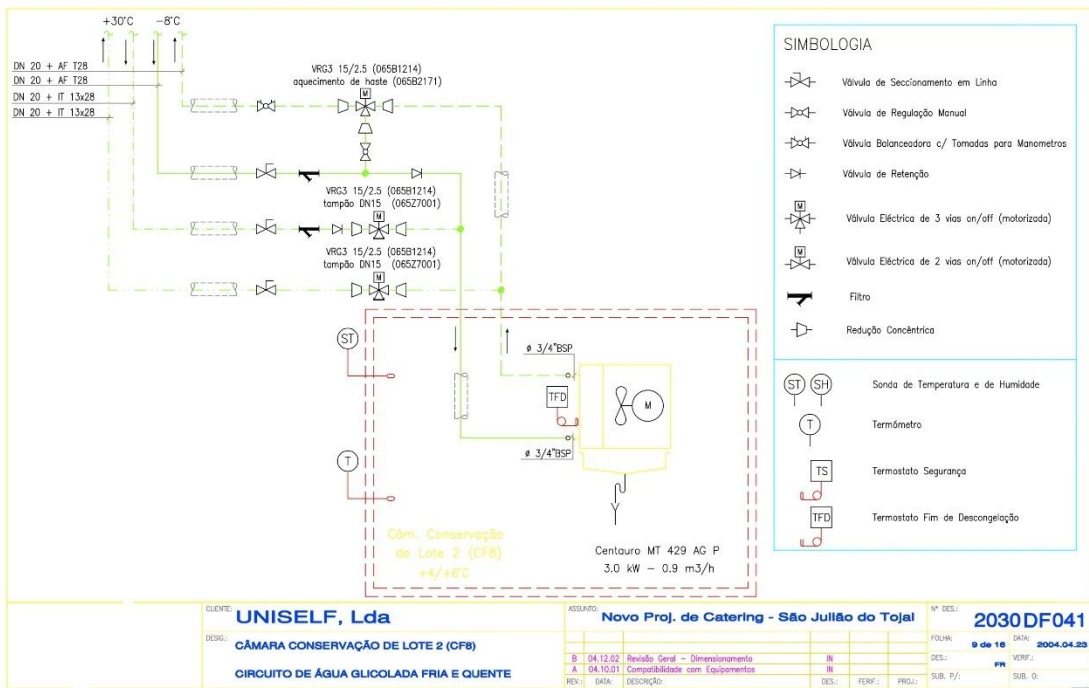 +30°C
-8°C
DN 20 + AF T28
DN 20 + AF T28
DN 20 + IT 13x28
DN 20 + IT 13x28
VRG3 15/2.5 (065B1214)
aquecimento de haste (065B2171)
M
VRG3 15/2.5 (065B1214)
tampão DN15 (065Z7001)
M
VRG3 15/2.5 (065B1214)
tampão DN15 (065Z7001)
M
ST
T
ø 3/4"BSP
TFD
M
ø 3/4"BSP
Câm. Conservação
de Lote 2 (CF8)
+4/+6°C
Centauro MT 429 AG P
3.0 kW - 0.9 m3/h
SIMBOLOGIA
Válvula de Seccionamento em Linha
Válvula de Regulação Manual
Válvula Balanceadora c/ Tomadas para Manometros
Válvula de Retenção
M
Válvula Eléctrica de 3 vias on/off (motorizada)
M
Válvula Eléctrica de 2 vias on/off (motorizada)
Filtro
Redução Concêntrica
ST SH
Sonda de Temperatura e de Humidade
T
Termómetro
TS
Termostato Segurança
TFD
Termostato Fim de Descongelação
CLIENTE:
UNISELF, Lda
DESIG.:
CÂMARA CONSERVAÇÃO DE LOTE 2 (CF8)
CIRCUITO DE ÁGUA GLICOLADA FRIA E QUENTE
ASSUNTO:
Novo Proj. de Catering - São Julião do Tojal
B 04.12.02 Revisão Geral - Dimensionamento IN
A 04.10.01 Compatibilidade com Equipamentos IN
REV.: DATA: DESCRIÇÃO: DES.: FERIF.: PROJ.:
Nº DES.:
2030DF041
FOLHA: 9 de 16 DATA: 2004.04.23
DES.: FR VERIF.:
SUB. P/: SUB. O: